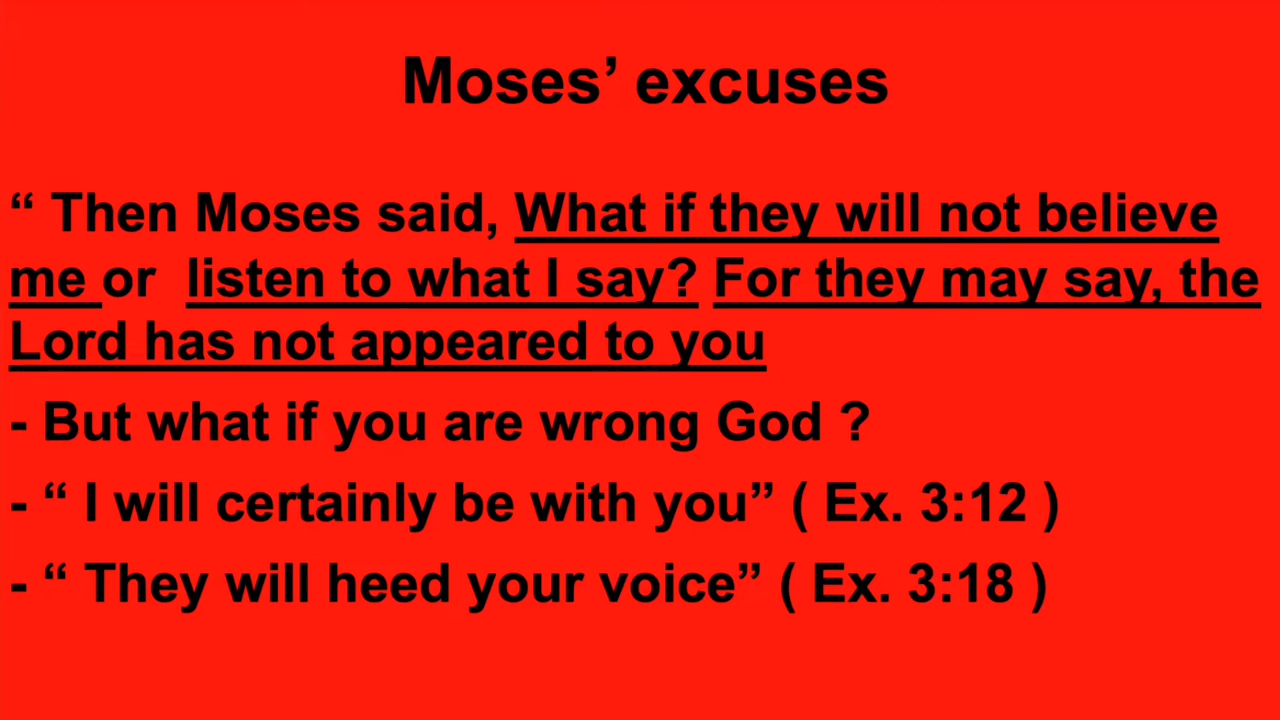 Moses’ excuses
“ Then Moses said, What if they will not believe
me or  listen to what I say? For they may say, the
Lord has not appeared to you
- But what if you are wrong God ?
- “ I will certainly be with you” ( Ex. 3:12 )
- “ They will heed your voice” ( Ex. 3:18 )